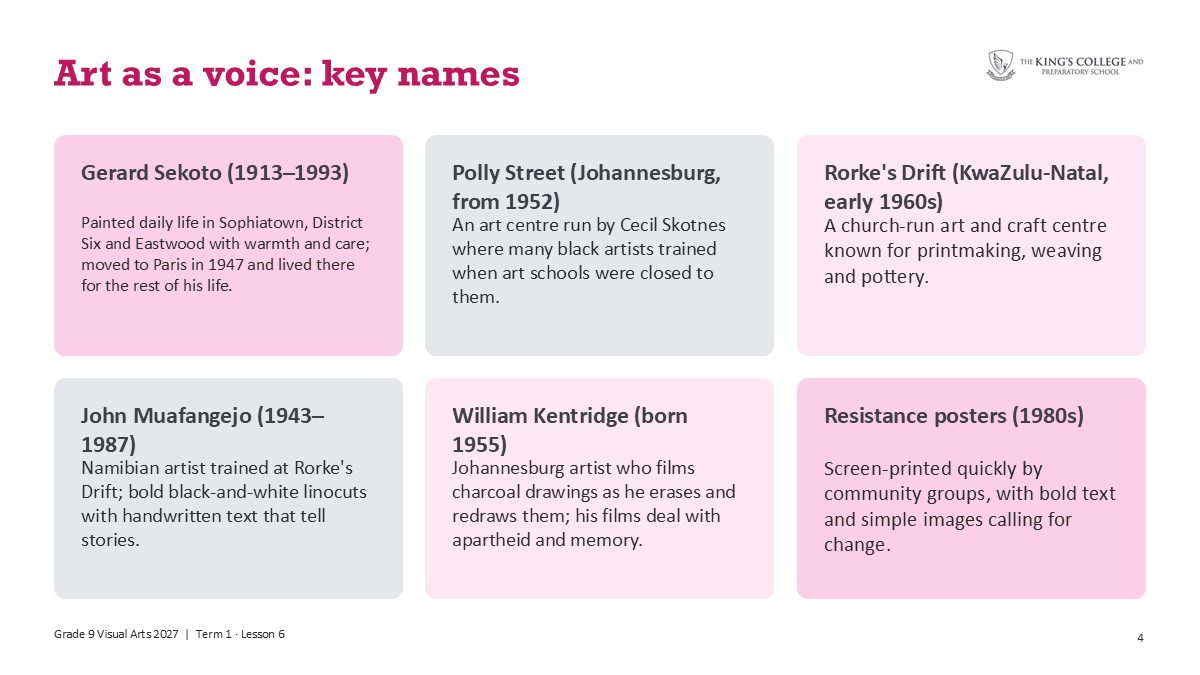 Art as a voice: key names
THE KING'S COLLEGE AND
PREPARATORY SCHOOL
Gerard Sekoto (1913–1993)
Painted daily life in Sophiatown, District
Six and Eastwood with warmth and care;
moved to Paris in 1947 and lived there
for the rest of his life.
Polly Street (Johannesburg,
from 1952)
An art centre run by Cecil Skotnes
where many black artists trained
when art schools were closed to
them.
Rorke's Drift (KwaZulu-Natal,
early 1960s)
A church-run art and craft centre
known for printmaking, weaving
and pottery.
John Muafangejo (1943–
1987)
Namibian artist trained at Rorke's
Drift; bold black-and-white linocuts
with handwritten text that tell
stories.
William Kentridge (born
1955)
Johannesburg artist who films
charcoal drawings as he erases and
redraws them; his films deal with
apartheid and memory.
Resistance posters (1980s)
Screen-printed quickly by
community groups, with bold text
and simple images calling for
change.
Grade 9 Visual Arts 2027 | Term 1 · Lesson 6
4